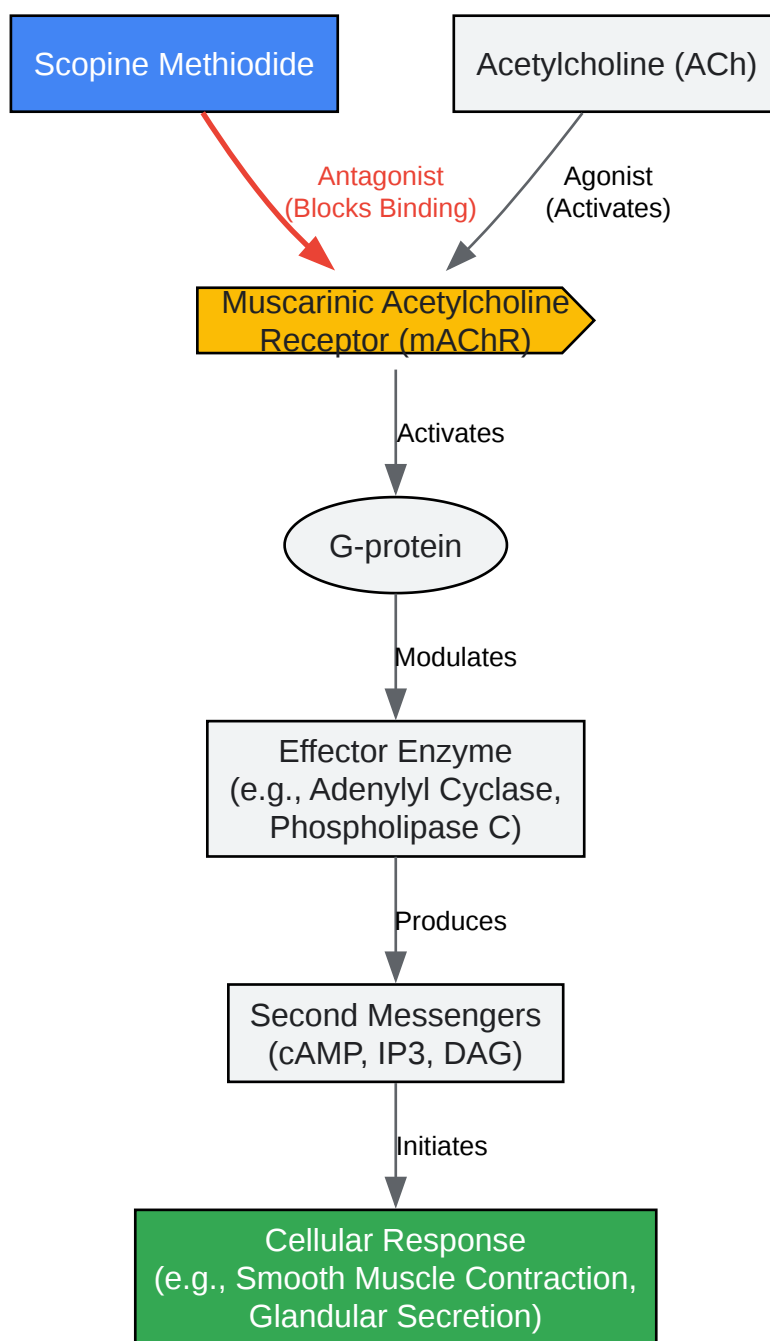 Scopine Methiodide
Acetylcholine (ACh)
Antagonist
(Blocks Binding)
Agonist
(Activates)
Muscarinic Acetylcholine
Receptor (mAChR)
Activates
G-protein
Modulates
Effector Enzyme
(e.g., Adenylyl Cyclase,
Phospholipase C)
Produces
Second Messengers
(cAMP, IP3, DAG)
Initiates
Cellular Response
(e.g., Smooth Muscle Contraction,
Glandular Secretion)